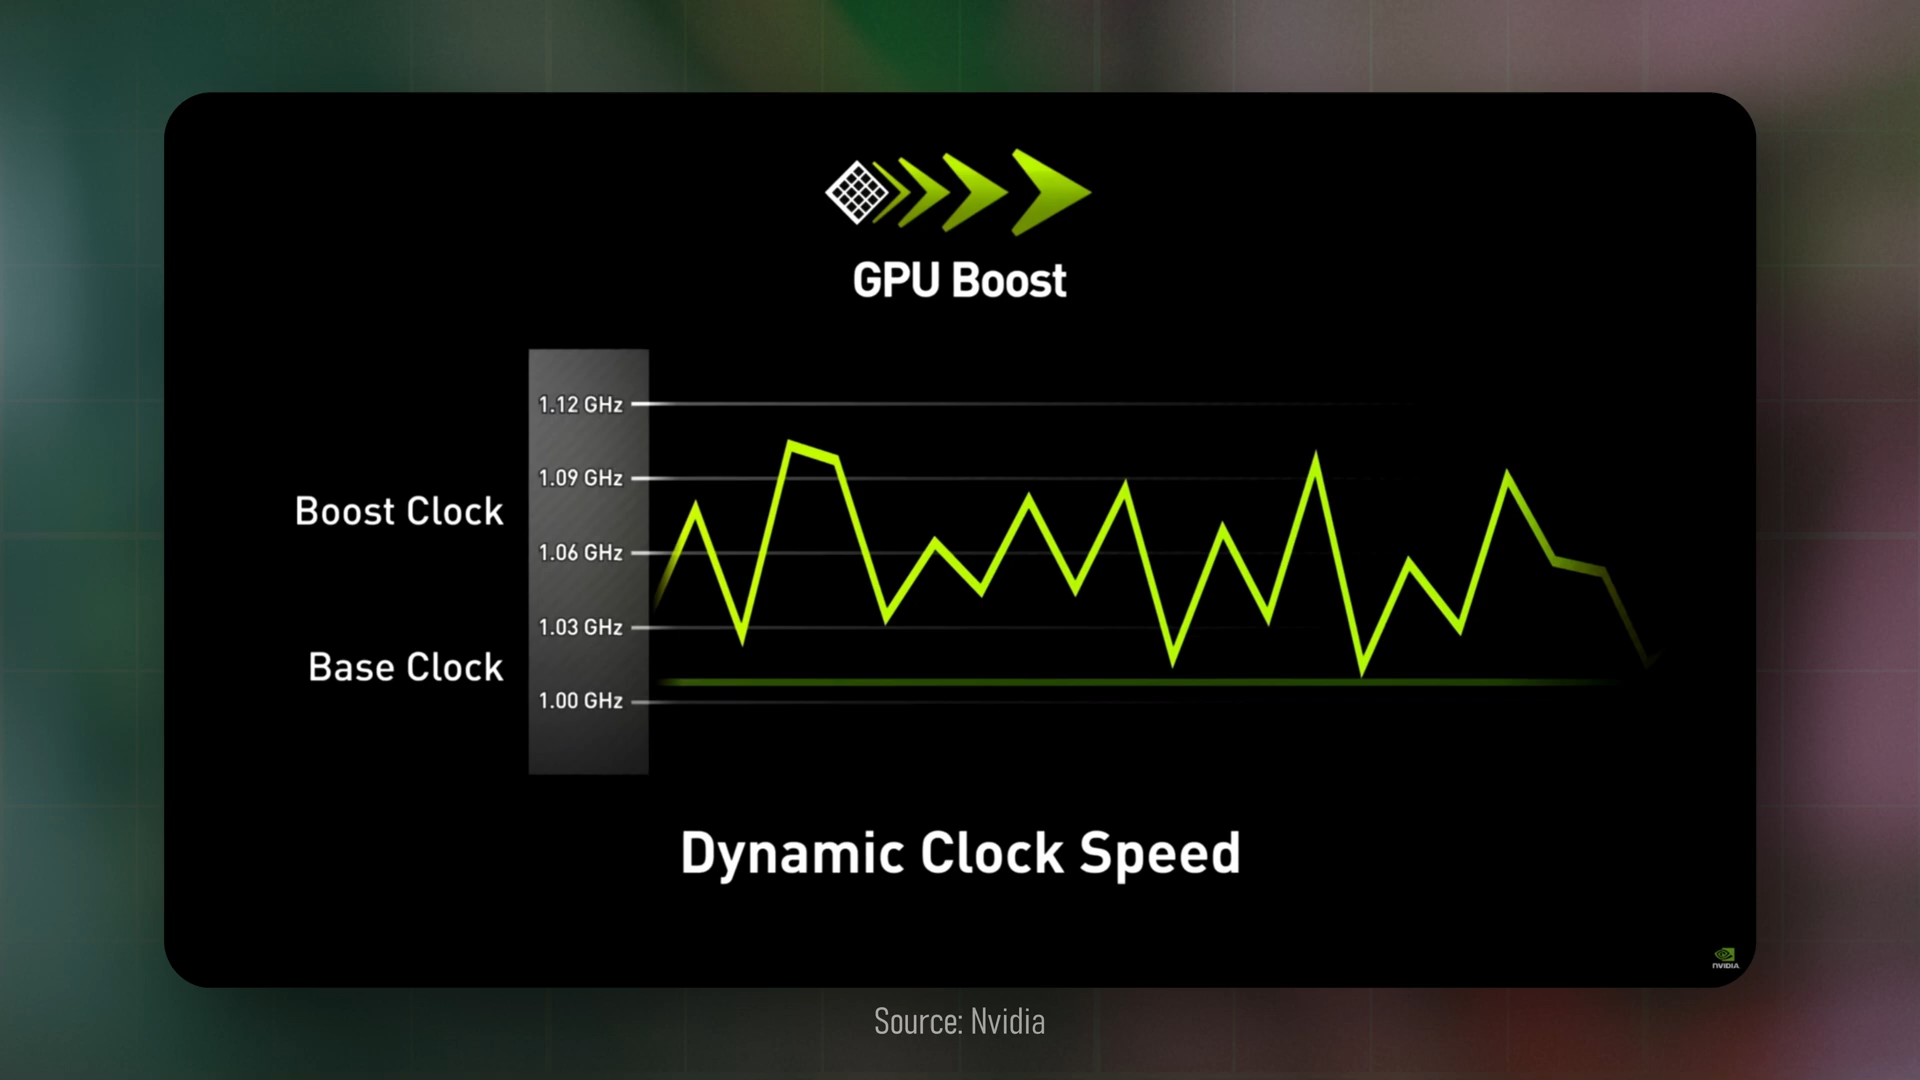 GPU Boost
1.12 GHz
1.09 GHz
Boost Clock
1.06 GHz
1.03 GHz
Base Clock
1.00 GHz
Dynamic Clock Speed
NVIDIA
Source: Nvidia